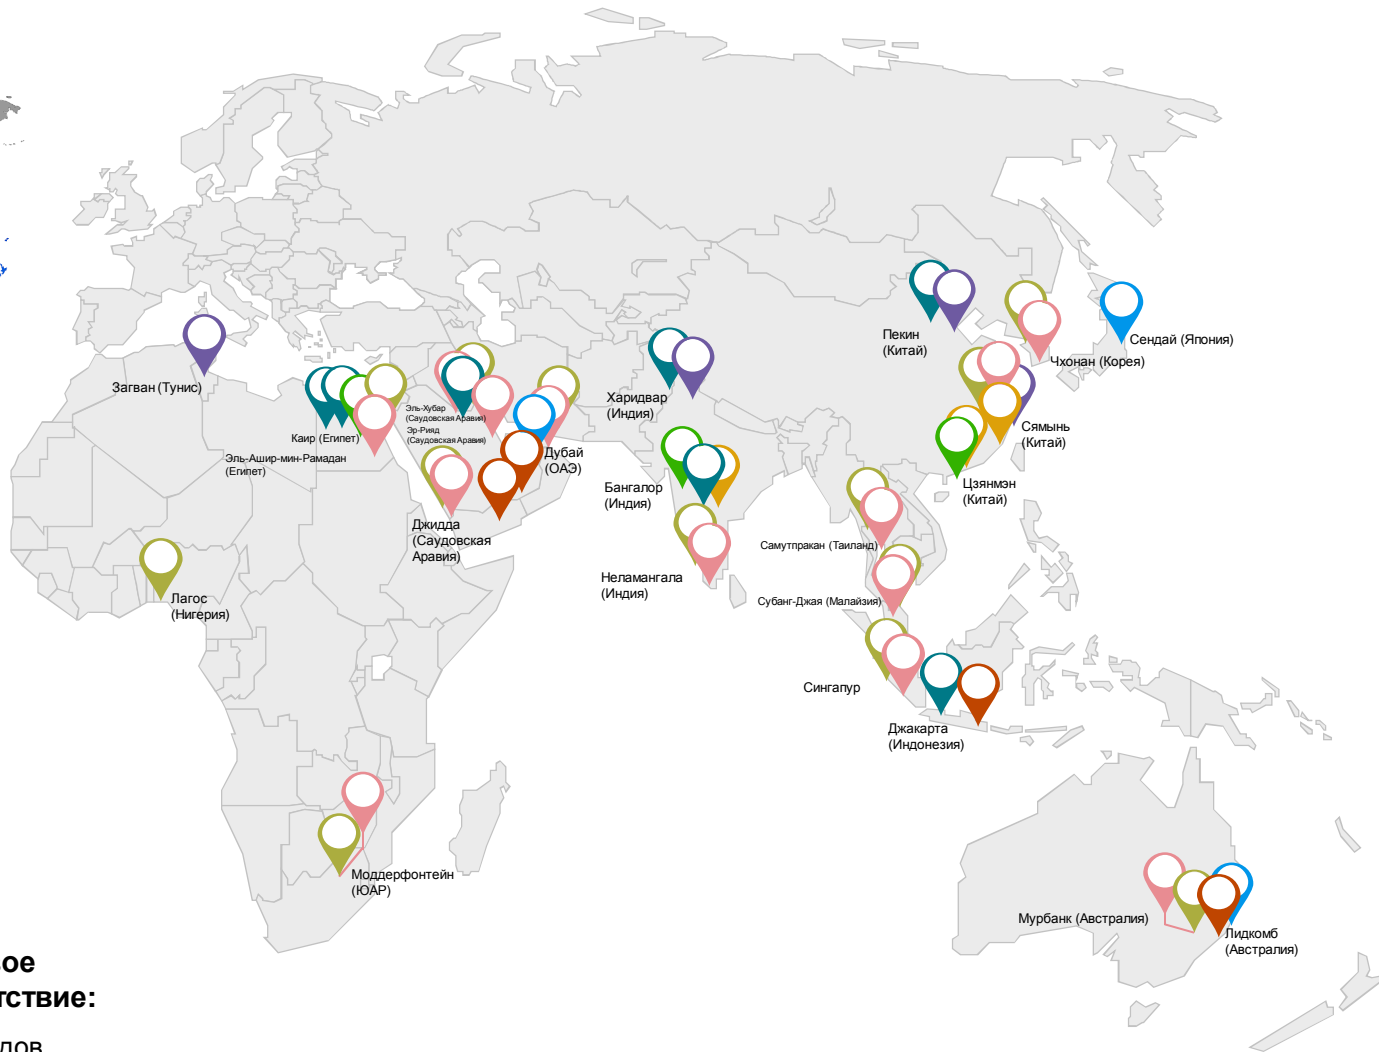 Пекин
(Китай)
Сендай (Япония)
Чхонан (Корея)
Загван (Тунис)
Харидвар
(Индия)
Эль-Хубар
(Саудовская Аравия)
Эр-Рияд
(Саудовская Аравия)
Каир (Египет)
Эль-Ашир-мин-Рамадан
(Египет)
Дубай
(ОАЭ)
Сямынь
(Китай)
Цзянмэн
(Китай)
Бангалор
(Индия)
Джидда
(Саудовская
Аравия)
Самутпракан (Таиланд)
Неламангала
(Индия)
Субанг-Джая (Малайзия)
Лагос
(Нигерия)
Сингапур
Джакарта
(Индонезия)
Моддерфонтейн
(ЮАР)
Мурбанк (Австралия)
Лидкомб
(Австралия)
вое
тствие:
дов